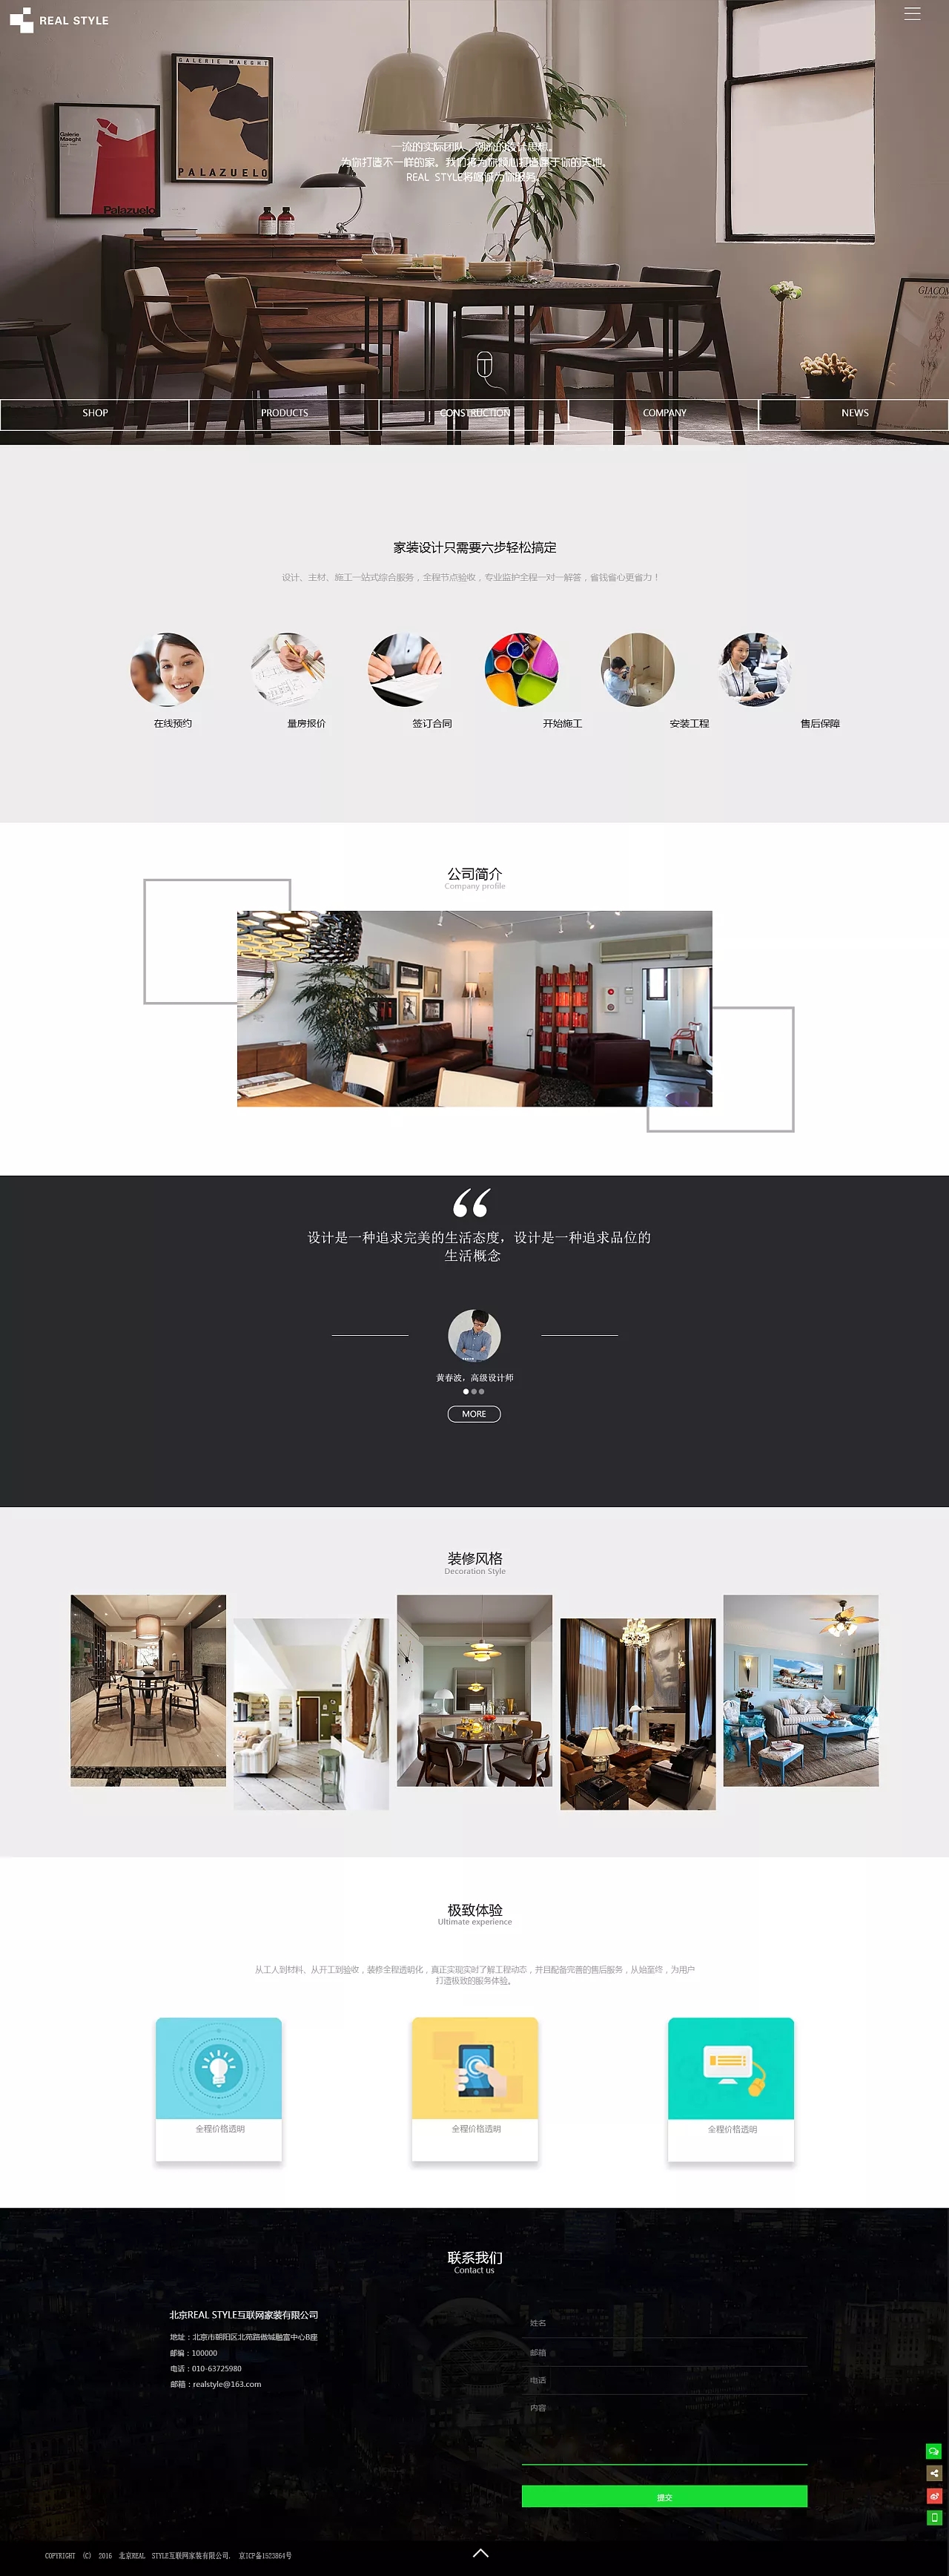 REAL STYLE
GALERIE MAEGHT
PALAZUELO
Galerie
Maeght
Palazuelo
一流的实际团队、潮流的设计思想。
为你打造不一样的家。我们将为你倾心打造属于你的天地。
REAL STYLE将竭诚为你服务。
SHOP
PRODUCTS
CONSTRUCTION
COMPANY
NEWS
家装设计只需要六步轻松搞定
设计、主材、施工一站式综合服务，全程节点验收，专业监护全程一对一解答，省钱省心更省力！
在线预约
量房报价
签订合同
开始施工
安装工程
售后保障
公司简介
Company profile
设计是一种追求完美的生活态度，设计是一种追求品位的
生活概念
黄春波，高级设计师
MORE
装修风格
Decoration Style
极致体验
Ultimate experience
从工人到材料、从开工到验收，装修全程透明化，真正实现实时了解工程动态，并且配备完善的售后服务，从始至终，为用户
打造极致的服务体验。
全程价格透明
全程价格透明
全程价格透明
联系我们
Contact us
北京REAL STYLE互联网家装有限公司
地址：北京市朝阳区北苑路傲城融富中心B座
邮编：100000
电话：010-63725980
邮箱：realstyle@163.com
姓名
邮箱
电话
内容
提交
COPYRIGHT (C) 2016 北京REAL STYLE互联网家装有限公司. 京ICP备1523864号